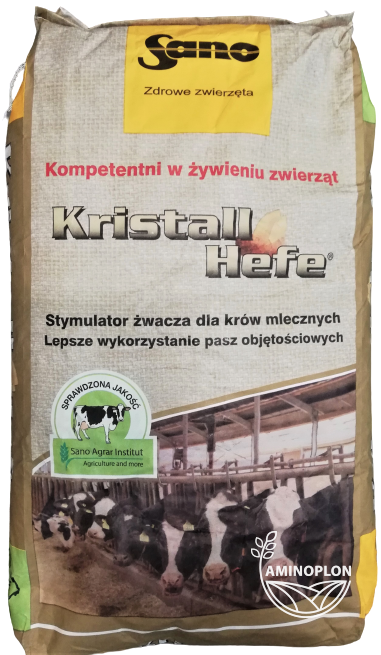 Sano
Zdrowe zwierzęta
Kompetentni w żywieniu zwierząt
Kristall
Hefe®
Stymulator żwacza dla krów mlecznych
Lepsze wykorzystanie pasz objętościowych
SPRAWDZONA JAKOŚĆ
Sano Agrar Institut
Agriculture and more
AMINOPLON